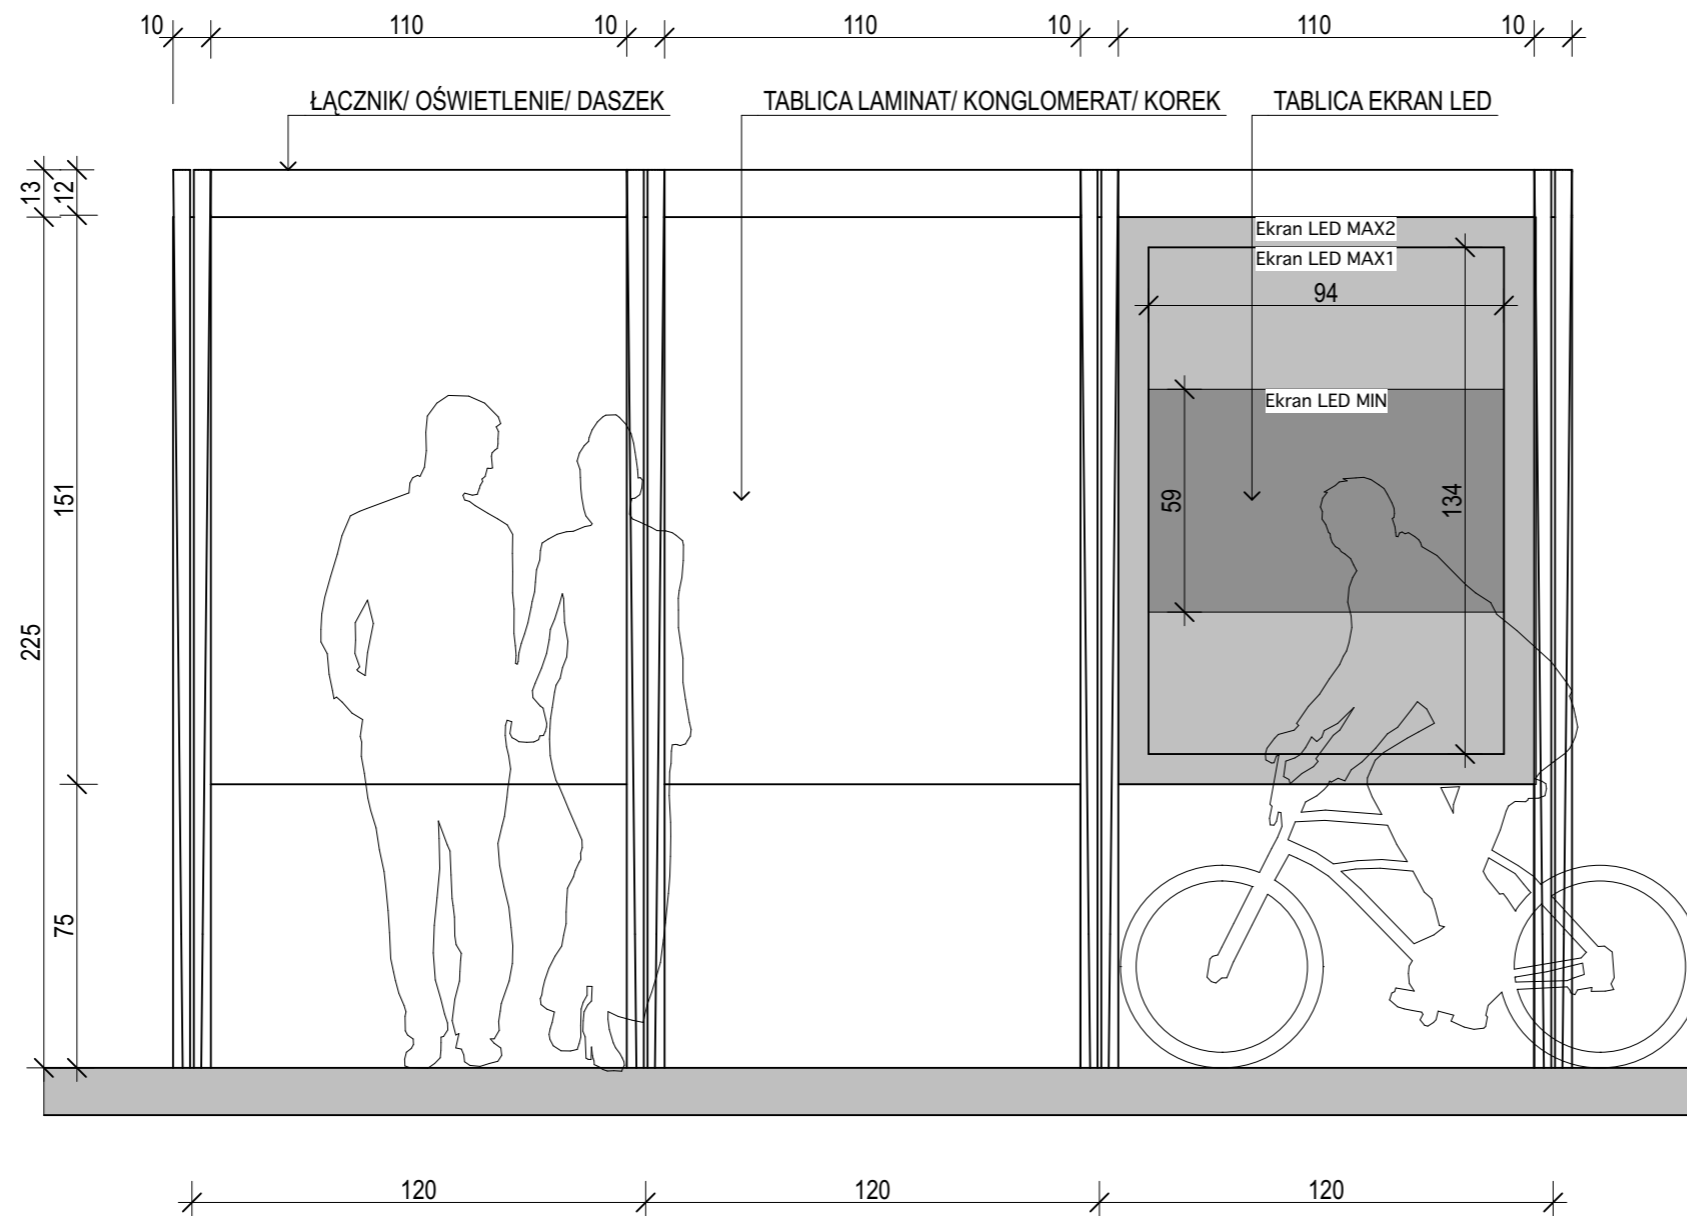 10 110 10 110 10 110 10
ŁĄCZNIK/ OŚWIETLENIE/ DASZEK TABLICA LAMINAT/ KONGLOMERAT/ KOREK TABLICA EKRAN LED
13 12
Ekran LED MAX2
Ekran LED MAX1
94
Ekran LED MIN
151 59 134
225
75
120 120 120